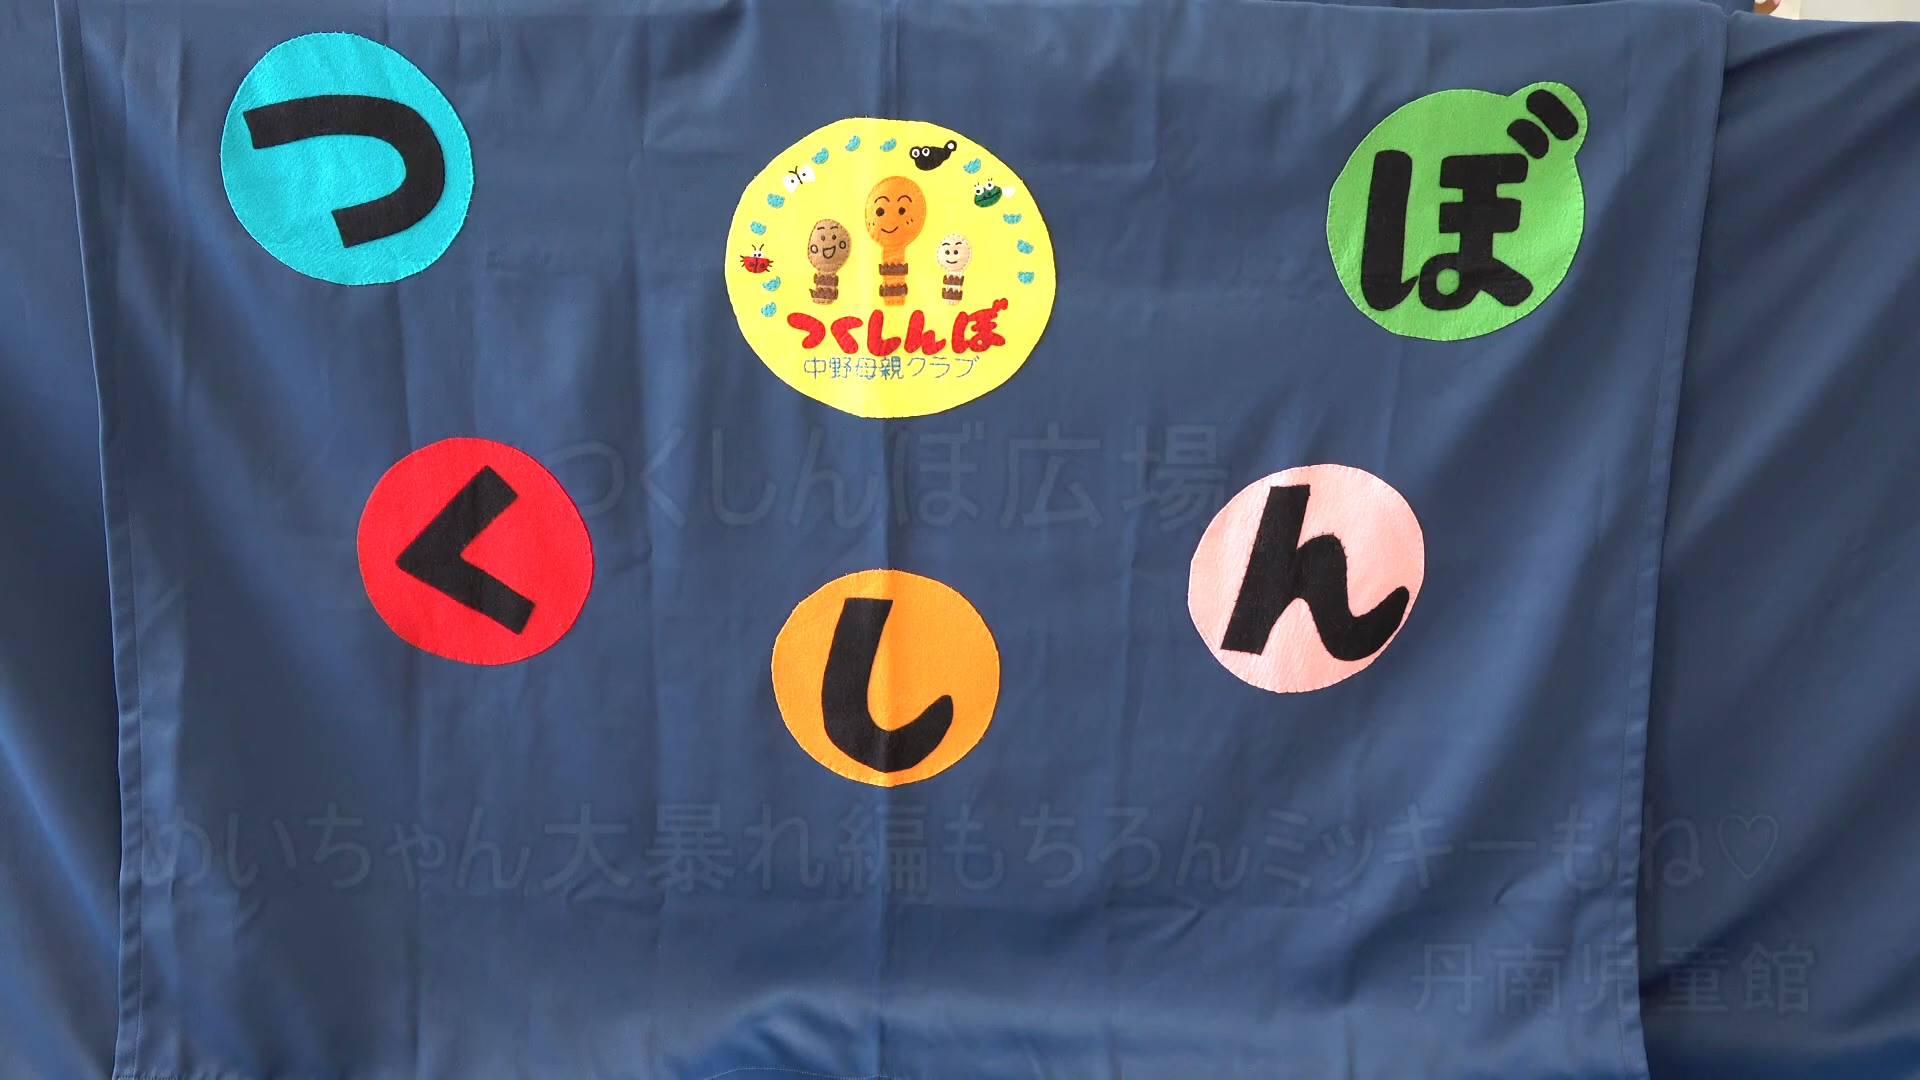 つくしんぼ
つくしんぼ
中野母親クラブ
つくしんぼ広場
めいちゃん大暴れ編もちろんミッキーもね♡
丹南児童館